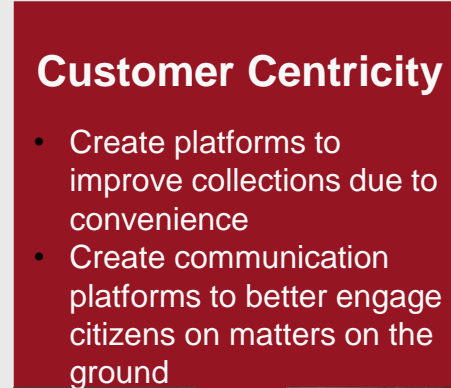 Customer Centricity
• Create platforms to
improve collections due to
convenience
• Create communication
platforms to better engage
citizens on matters on the
ground